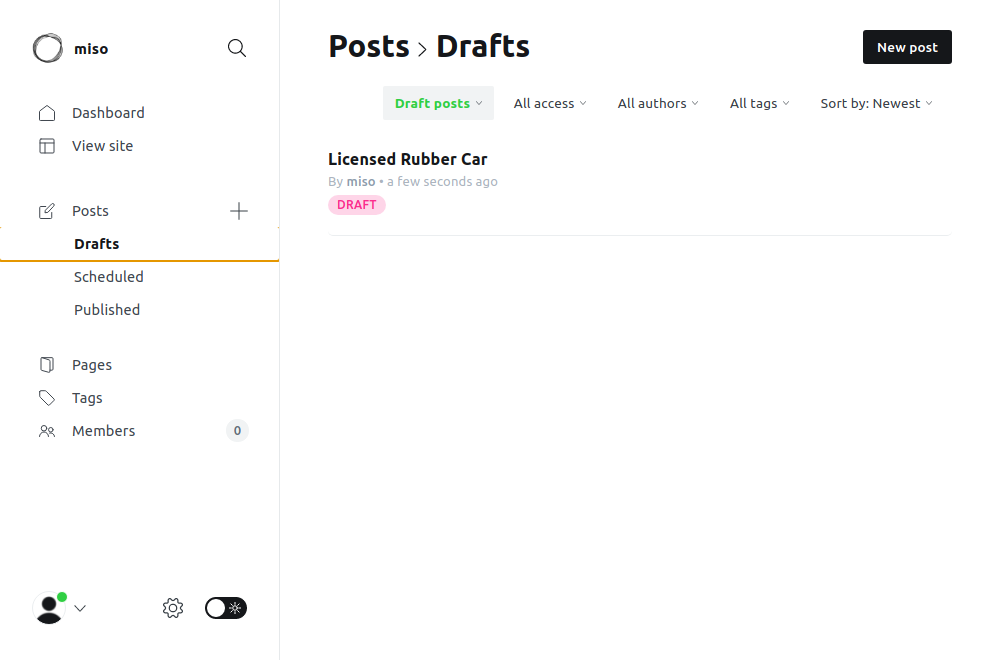 miso
Dashboard
View site
Posts
Drafts
Scheduled
Published
Pages
Tags
Members 0
Posts > Drafts
New post
Draft posts All access All authors All tags Sort by: Newest
Licensed Rubber Car
By miso • a few seconds ago
DRAFT